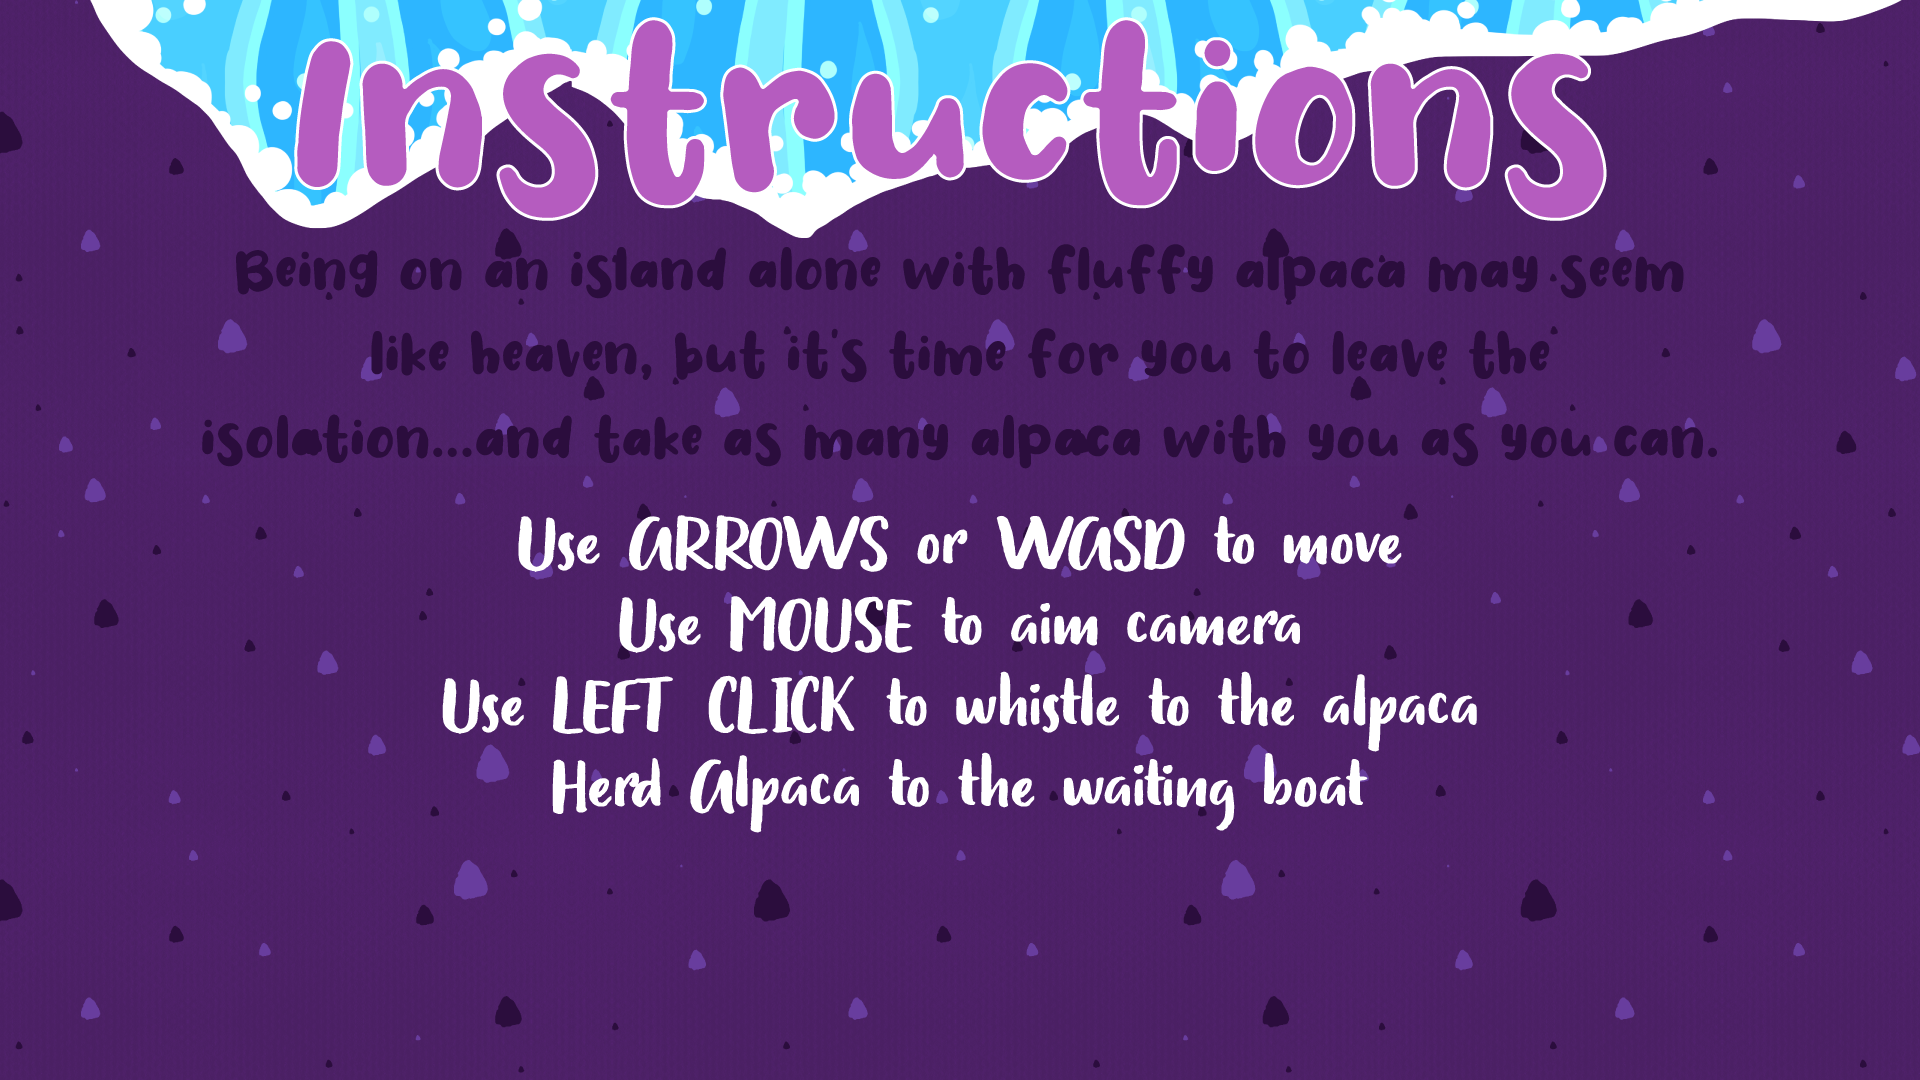 Instructions
Being on an island alone with fluffy alpaca may seem
like heaven, but it's time for you to leave the
isolation...and take as many alpaca with you as you can.
Use ARROWS or WASD to move
Use MOUSE to aim camera
Use LEFT CLICK to whistle to the alpaca
Herd Alpaca to the waiting boat